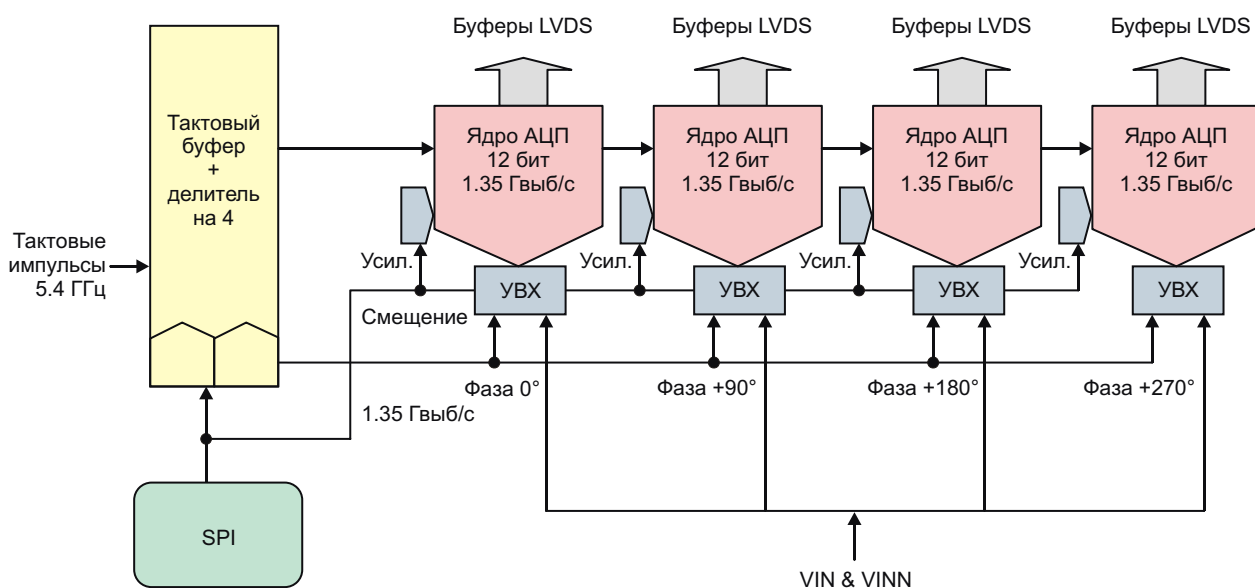 Буферы LVDS
Буферы LVDS
Буферы LVDS
Буферы LVDS
Тактовый
буфер
+
делитель
на 4
Ядро АЦП
12 бит
1.35 Гвыб/с
Ядро АЦП
12 бит
1.35 Гвыб/с
Ядро АЦП
12 бит
1.35 Гвыб/с
Ядро АЦП
12 бит
1.35 Гвыб/с
Тактовые
импульсы
5.4 ГГц
Усил.
Усил.
Усил.
Усил.
УВХ
УВХ
УВХ
УВХ
Смещение
Фаза 0°
Фаза +90°
Фаза +180°
Фаза +270°
1.35 Гвыб/с
SPI
VIN & VINN